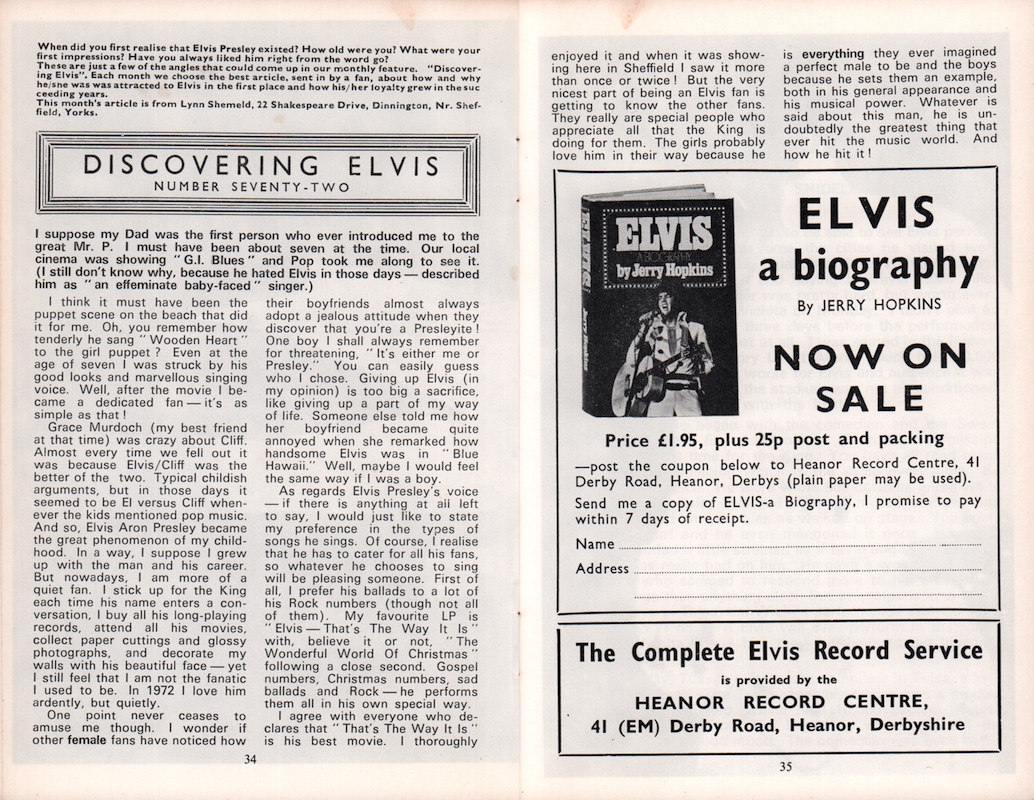 When did you first realise that Elvis Presley existed? How old were you? What were your
first impressions? Have you always liked him right from the word go?
These are just a few of the angles that could come up in our monthly feature. "Discover-
ing Elvis". Each month we choose the best article, sent in by a fan, about how and why
he/sne was was attracted to Elvis in the first place and how his/her loyalty grew in the suc
ceeding years.
This month's article is from Lynn Shemeld, 22 Shakespeare Drive, Dinnington, Nr. Shef-
field, Yorks.
DISCOVERING ELVIS
NUMBER SEVENTY-TWO
I suppose my Dad was the first person who ever introduced me to the
great Mr. P. I must have been about seven at the time. Our local
cinema was showing "G.I. Blues" and Pop took me along to see it.
(I still don't know why, because he hated Elvis in those days — described
him as "an effeminate baby-faced" singer.)
I think it must have been the
puppet scene on the beach that did
it for me. Oh, you remember how
tenderly he sang "Wooden Heart"
to the girl puppet? Even at the
age of seven I was struck by his
good looks and marvellous singing
voice. Well, after the movie I be-
came a dedicated fan — it's as
simple as that!
Grace Murdoch (my best friend
at that time) was crazy about Cliff.
Almost every time we fell out it
was because Elvis/Cliff was the
better of the two. Typical childish
arguments, but in those days it
seemed to be El versus Cliff when-
ever the kids mentioned pop music.
And so, Elvis Aron Presley became
the great phenomenon of my child-
hood. In a way, I suppose I grew
up with the man and his career.
But nowadays, I am more of a
quiet fan. I stick up for the King
each time his name enters a con-
versation, I buy all his long-playing
records, attend all his movies,
collect paper cuttings and glossy
photographs, and decorate my
walls with his beautiful face — yet
I still feel that I am not the fanatic
I used to be. In 1972 I love him
ardently, but quietly.
One point never ceases to
amuse me though. I wonder if
other female fans have noticed how
their boyfriends almost always
adopt a jealous attitude when they
discover that you're a Presleyite!
One boy I shall always remember
for threatening, "It's either me or
Presley." You can easily guess
who I chose. Giving up Elvis (in
my opinion) is too big a sacrifice,
like giving up a part of my way
of life. Someone else told me how
her boyfriend became quite
annoyed when she remarked how
handsome Elvis was in "Blue
Hawaii." Well, maybe I would feel
the same way if I was a boy.
As regards Elvis Presley's voice
— if there is anything at ail left
to say, I would just like to state
my preference in the types of
songs he sings. Of course, I realise
that he has to cater for all his fans,
so whatever he chooses to sing
will be pleasing someone. First of
all, I prefer his ballads to a lot of
his Rock numbers (though not all
of them). My favourite LP is
"Elvis — That's The Way It Is"
with, believe it or not, "The
Wonderful World Of Christmas"
following a close second. Gospel
numbers, Christmas numbers, sad
ballads and Rock — he performs
them all in his own special way.
I agree with everyone who de-
clares that "That's The Way It Is"
is his best movie. I thoroughly
34
enjoyed it and when it was show-
ing here in Sheffield I saw it more
than once or twice! But the very
nicest part of being an Elvis fan is
getting to know the other fans.
They really are special people who
appreciate all that the King is
doing for them. The girls probably
love him in their way because he
is everything they ever imagined
a perfect male to be and the boys
because he sets them an example,
both in his general appearance and
his musical power. Whatever is
said about this man, he is un-
doubtedly the greatest thing that
ever hit the music world. And
how he hit it!
ELVIS
ELVIS
A BIOGRAPHY
by Jerry Hopkins
ELVIS
a biography
By JERRY HOPKINS
NOW ON
SALE
Price £1.95, plus 25p post and packing
—post the coupon below to Heanor Record Centre, 41
Derby Road, Heanor, Derbys (plain paper may be used).
Send me a copy of ELVIS-a Biography, I promise to pay
within 7 days of receipt.
Name
Address
The Complete Elvis Record Service
is provided by the
HEANOR RECORD CENTRE,
41 (EM) Derby Road, Heanor, Derbyshire
35